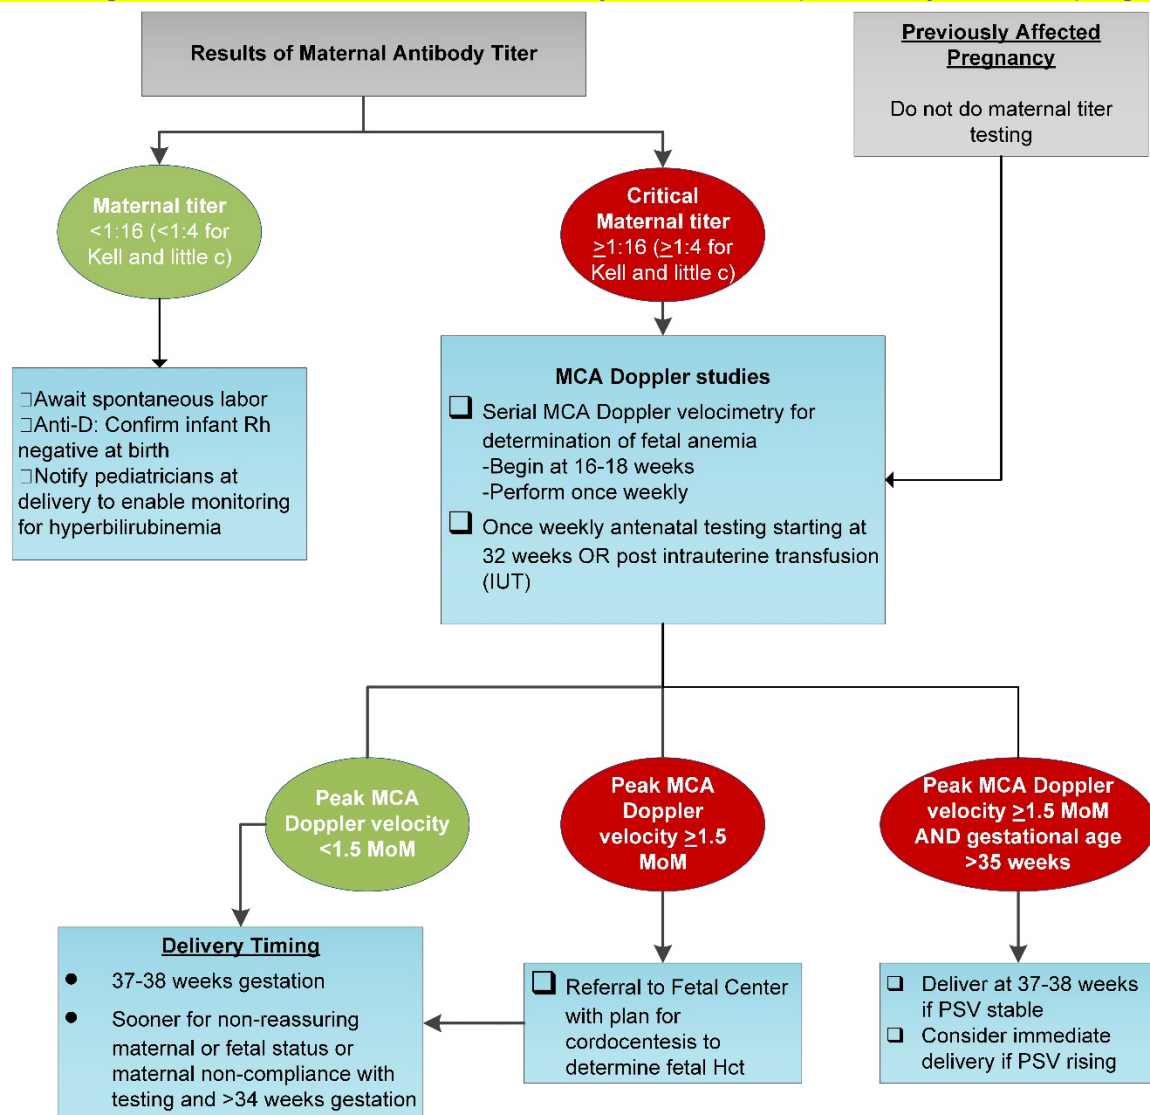 Results of Maternal Antibody Titer
Previously Affected
Pregnancy
Do not do maternal titer
testing
Maternal titer
<1:16 (<1:4 for
Kell and little c)
Critical
Maternal titer
≥1:16 (≥1:4 for
Kell and little c)
□Await spontaneous labor
□Anti-D: Confirm infant Rh
negative at birth
□Notify pediatricians at
delivery to enable monitoring
for hyperbilirubinemia
MCA Doppler studies
❑ Serial MCA Doppler velocimetry for
determination of fetal anemia
-Begin at 16-18 weeks
-Perform once weekly
❑ Once weekly antenatal testing starting at
32 weeks OR post intrauterine transfusion
(IUT)
Peak MCA
Doppler velocity
<1.5 MoM
Peak MCA
Doppler
velocity ≥1.5
MoM
Peak MCA Doppler
velocity ≥1.5 MoM
AND gestational age
>35 weeks
Delivery Timing
● 37-38 weeks gestation
● Sooner for non-reassuring
maternal or fetal status or
maternal non-compliance with
testing and >34 weeks gestation
❑ Referral to Fetal Center
with plan for
cordocentesis to
determine fetal Hct
❑ Deliver at 37-38 weeks
if PSV stable
❑ Consider immediate
delivery if PSV rising